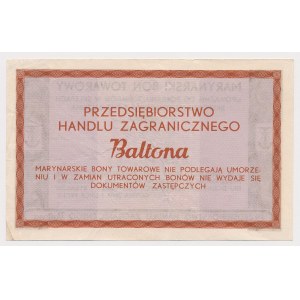 PRZEDSIĘBIORSTWO
HANDLU ZAGRANICZNEGO
Baltona
MARYNARSKIE BONY TOWAROWE NIE PODLEGAJĄ UMORZE-
NIU I W ZAMIAN UTRACONYCH BONÓW NIE WYDAJE SIĘ
DOKUMENTÓW ZASTĘPCZYCH